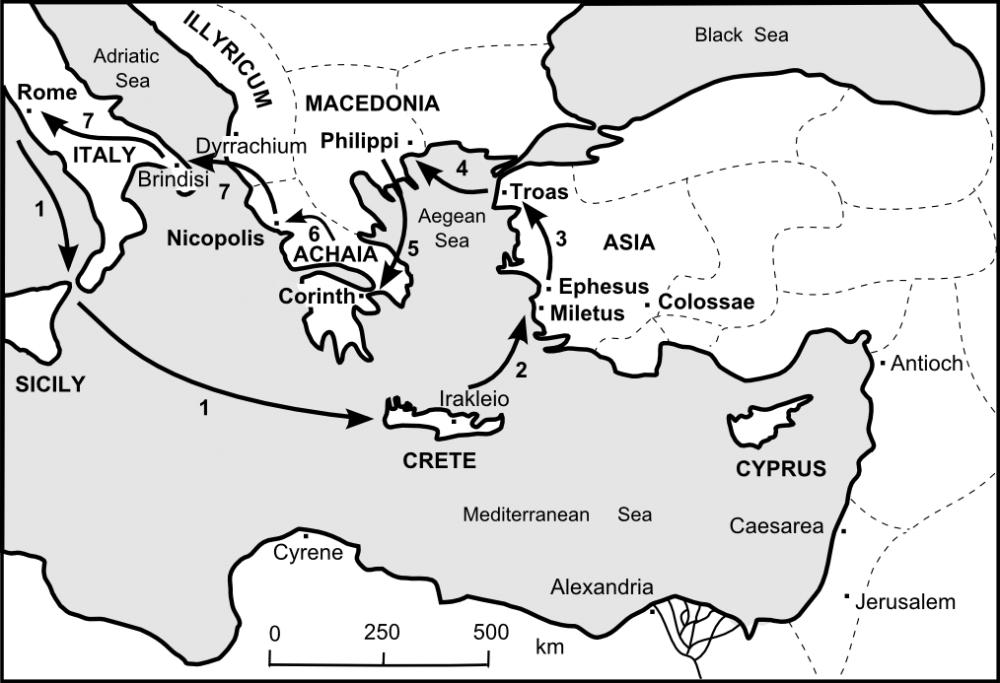 Black Sea
ILLYRICUM
Adriatic
Sea
Rome
MACEDONIA
7
Philippi
Dyrrachium
ITALY
4
Brindisi
7
Troas
1
Aegean
Sea
6
Nicopolis
3
ASIA
5
ACHAIA
Ephesus
Corinth
Colossae
Miletus
Antioch
2
SICILY
1
Irakleio
CRETE
CYPRUS
Mediterranean Sea
Caesarea
Cyrene
Alexandria
Jerusalem
0 250 500
km